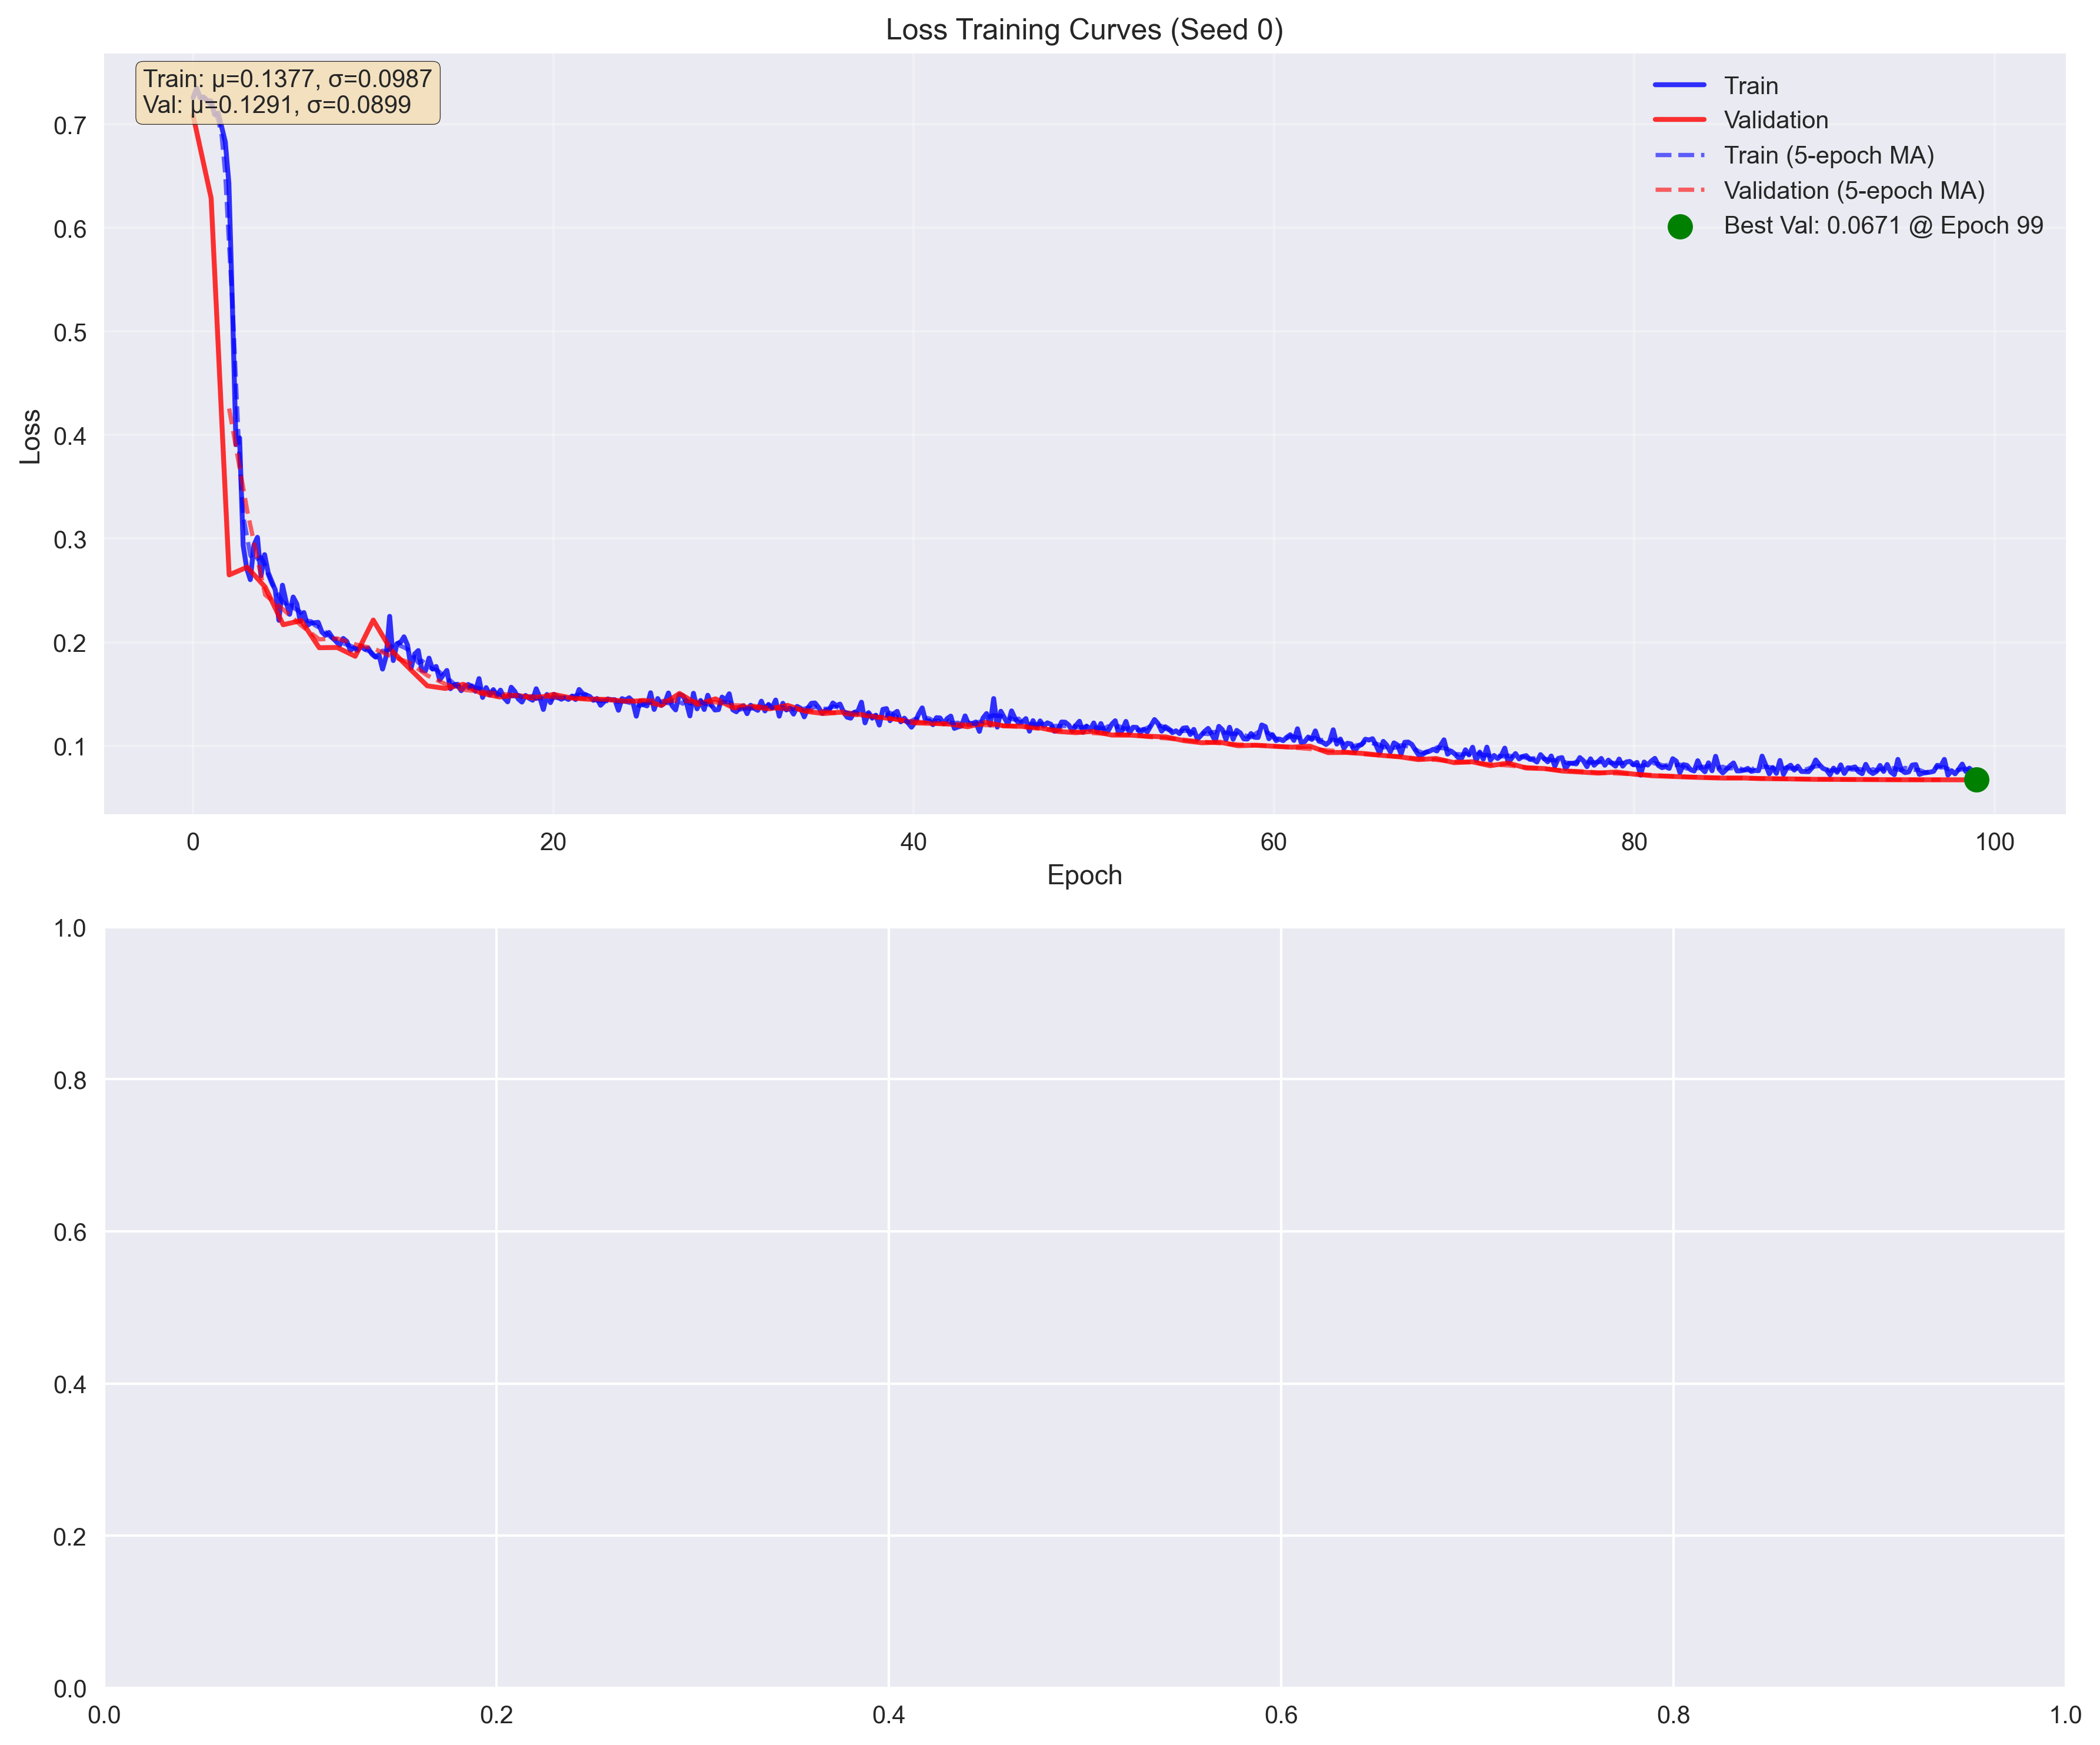 Loss Training Curves (Seed 0)
Train: μ=0.1377, σ=0.0987
Val: μ=0.1291, σ=0.0899
Train
Validation
Train (5-epoch MA)
Validation (5-epoch MA)
Best Val: 0.0671 @ Epoch 99
Loss
0.7
0.6
0.5
0.4
0.3
0.2
0.1
0 20 40 60 80 100
Epoch
1.0
0.8
0.6
0.4
0.2
0.0
0.0 0.2 0.4 0.6 0.8 1.0